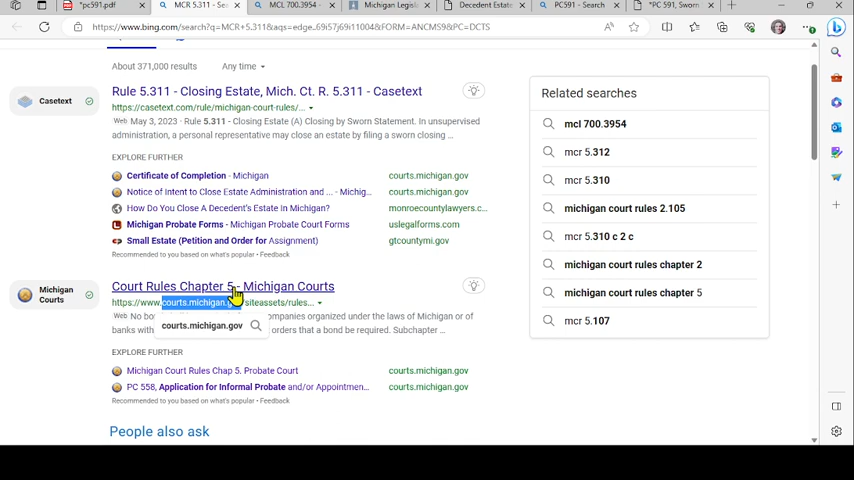 *pc591.pdf
MCR 5.311 - Sea
MCL 700.3954 -
Michigan Legisl
Decedent Estate
PC591 - Search
*PC 591, Sworn
https://www.bing.com/search?q=MCR+5.311&aqs=edge..69i57j69i11004&FORM=ANCMS9&PC=DCTS
About 371,000 results
Any time
Casetext
Rule 5.311 - Closing Estate, Mich. Ct. R. 5.311 - Casetext
https://casetext.com/rule/michigan-court-rules/...
Web May 3, 2023 · Rule 5.311 - Closing Estate (A) Closing by Sworn Statement. In unsupervised
administration, a personal representative may close an estate by filing a sworn closing ...
EXPLORE FURTHER
Certificate of Completion - Michigan
courts.michigan.gov
Notice of Intent to Close Estate Administration and ... - Michig...
courts.michigan.gov
How Do You Close A Decedent's Estate In Michigan?
monroecountylawyers.c...
Michigan Probate Forms - Michigan Probate Court Forms
uslegalforms.com
Small Estate (Petition and Order for Assignment)
gtcountymi.gov
Recommended to you based on what's popular • Feedback
Michigan
Courts
Court Rules Chapter 5 - Michigan Courts
https://www.courts.michigan. siteassets/rules...
Web No bo companies organized under the laws of Michigan or of
banks with orders that a bond be required. Subchapter ...
courts.michigan.gov
EXPLORE FURTHER
Michigan Court Rules Chap 5. Probate Court
courts.michigan.gov
PC 558, Application for Informal Probate and/or Appointmen...
courts.michigan.gov
Recommended to you based on what's popular • Feedback
People also ask
Related searches
mcl 700.3954
mcr 5.312
mcr 5.310
michigan court rules 2.105
mcr 5.310 c 2 c
michigan court rules chapter 2
michigan court rules chapter 5
mcr 5.107